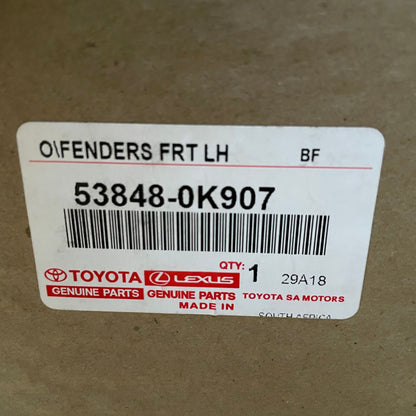 O\FENDERS FRT LH BF
53848-0K907
QTY: 1 29A18
TOYOTA LEXUS
GENUINE PARTS GENUINE PARTS TOYOTA SA MOTORS
MADE IN
SOUTH AFRICA